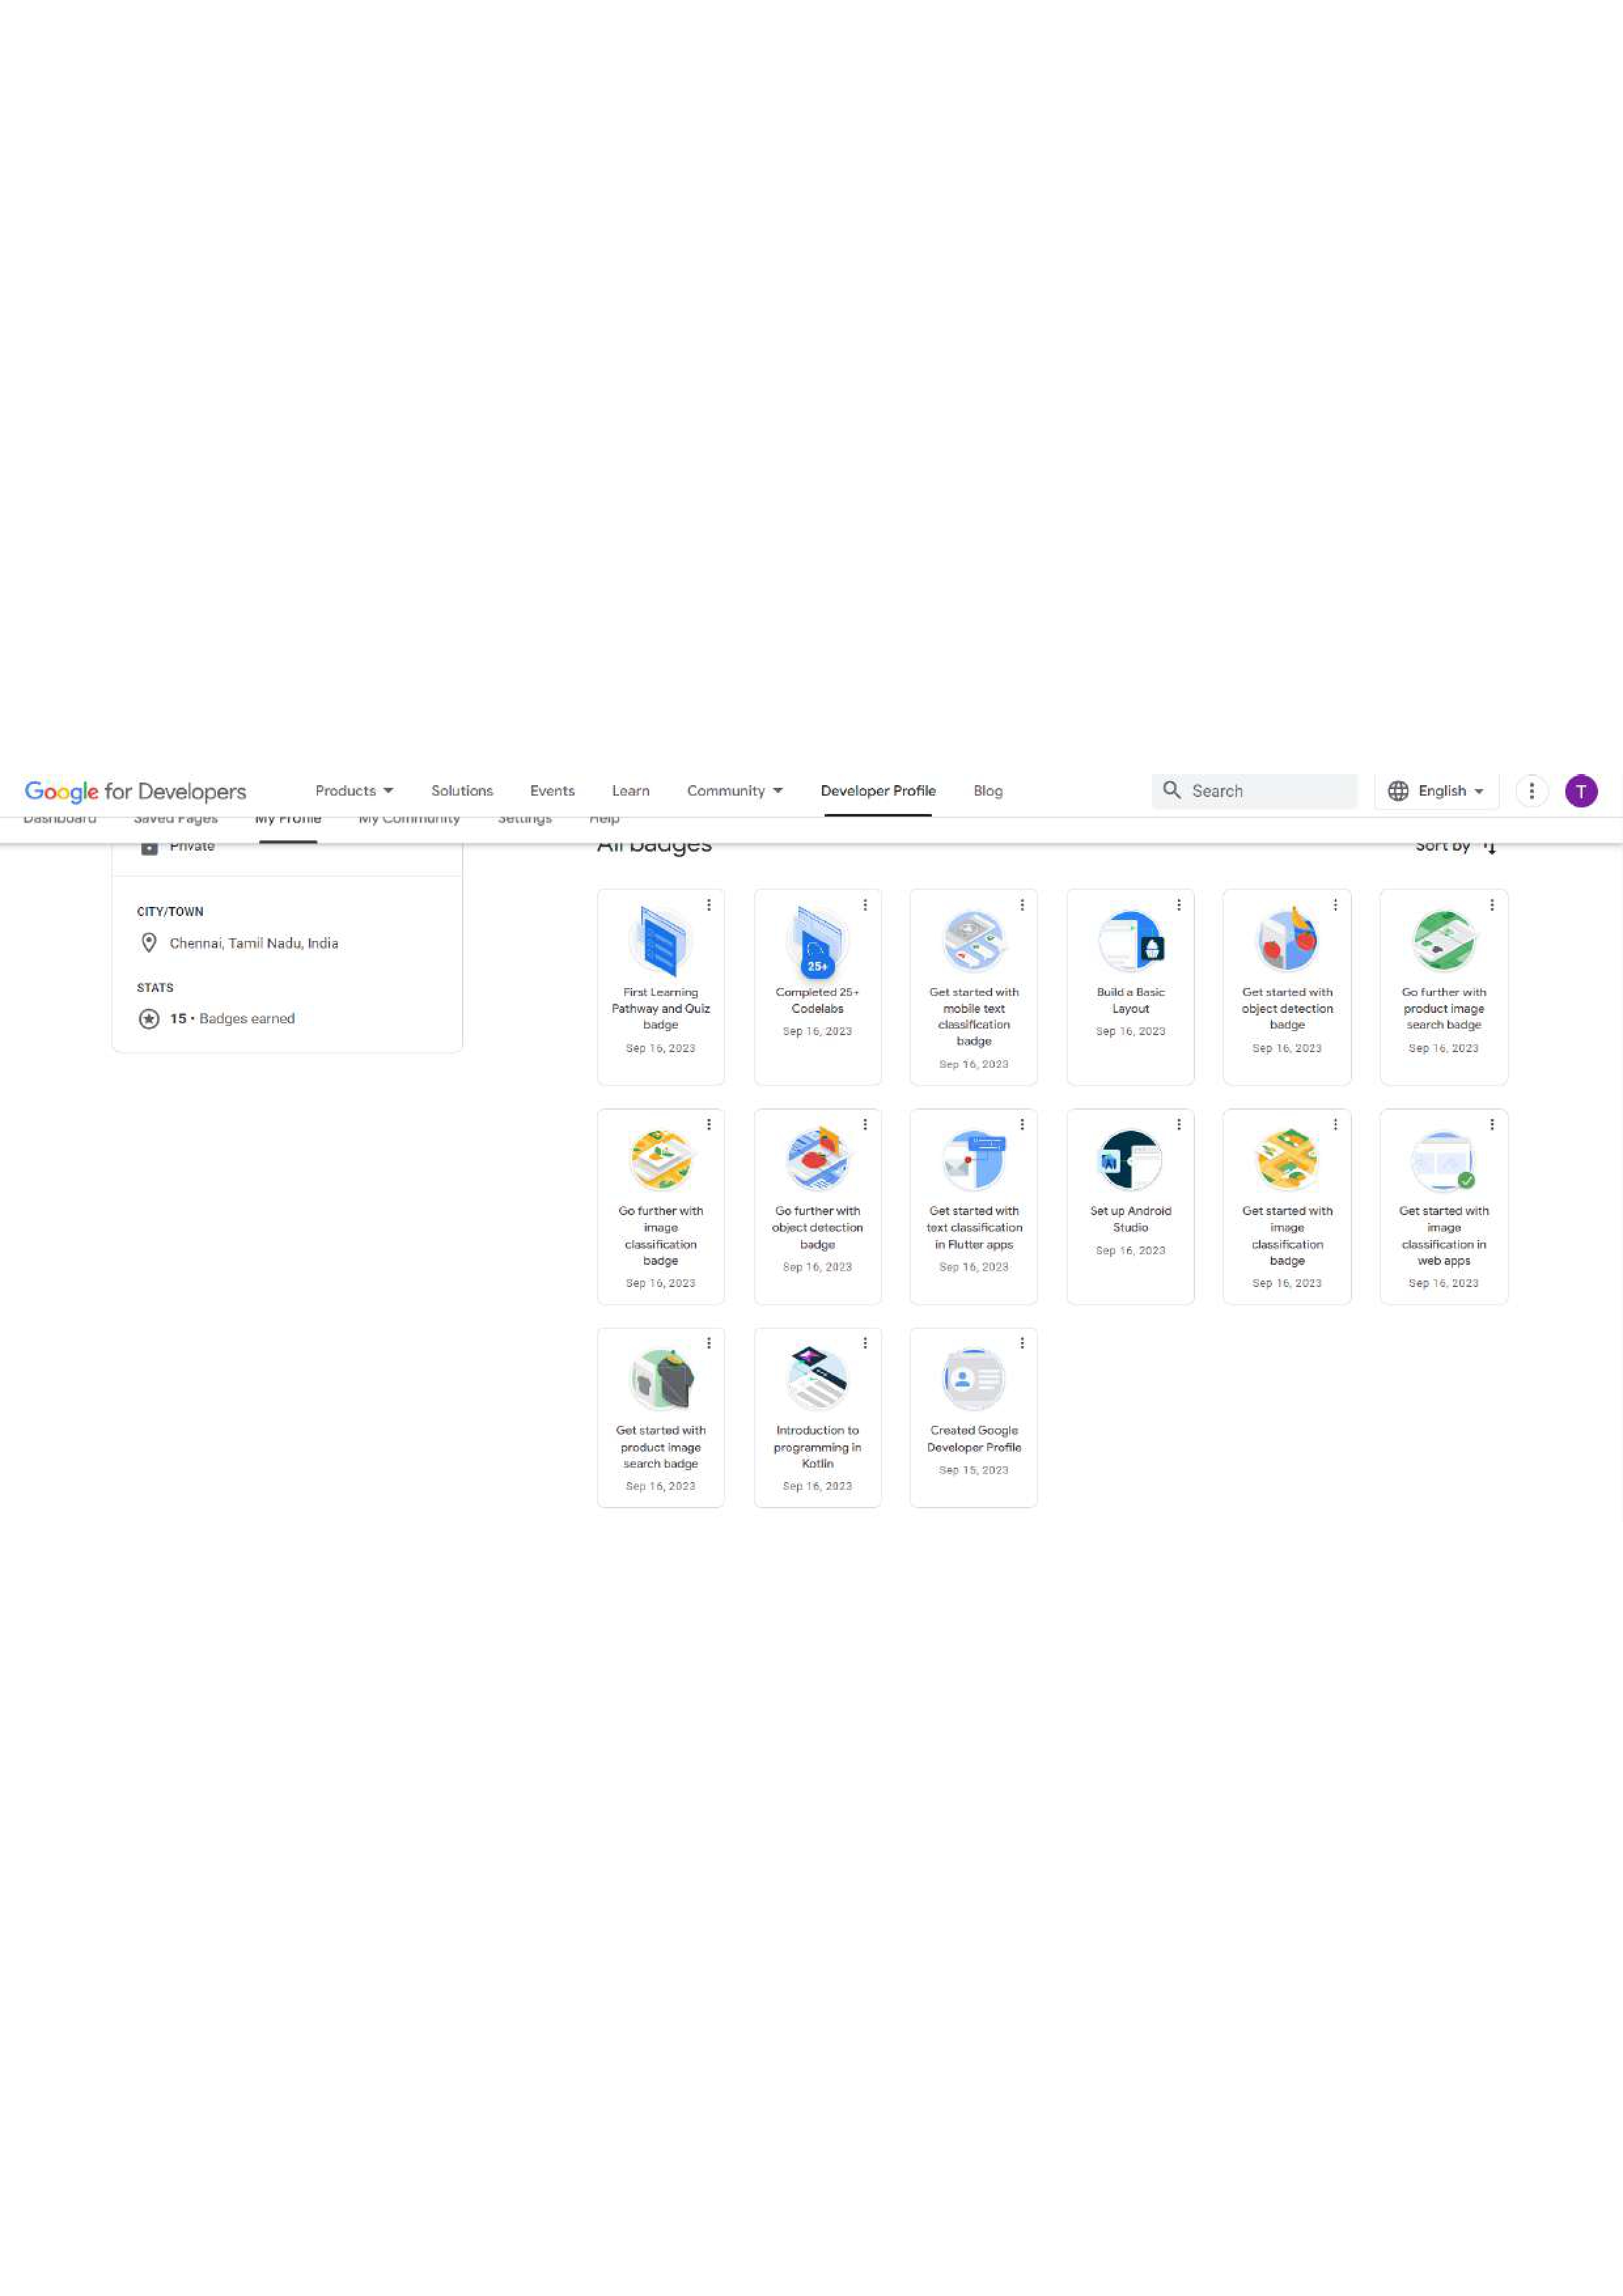 Google for Developers
Products
Solutions
Events
Learn
Community
Developer Profile
Blog
Search
English
T
Dashboard
Saved Pages
My Profile
My Community
Settings
Help
Private
All badges
Sort by
CITY/TOWN
Chennai, Tamil Nadu, India
STATS
15 • Badges earned
First Learning
Pathway and Quiz
badge
Sep 16, 2023
25+
Completed 25+
Codelabs
Sep 16, 2023
Get started with
mobile text
classification
badge
Sep 16, 2023
Build a Basic
Layout
Sep 16, 2023
Get started with
object detection
badge
Sep 16, 2023
Go further with
product image
search badge
Sep 16, 2023
Go further with
image
classification
badge
Sep 16, 2023
Go further with
object detection
badge
Sep 16, 2023
Get started with
text classification
in Flutter apps
Sep 16, 2023
Set up Android
Studio
Sep 16, 2023
Get started with
image
classification
badge
Sep 16, 2023
Get started with
image
classification in
web apps
Sep 16, 2023
Get started with
product image
search badge
Sep 16, 2023
Introduction to
programming in
Kotlin
Sep 16, 2023
Created Google
Developer Profile
Sep 15, 2023